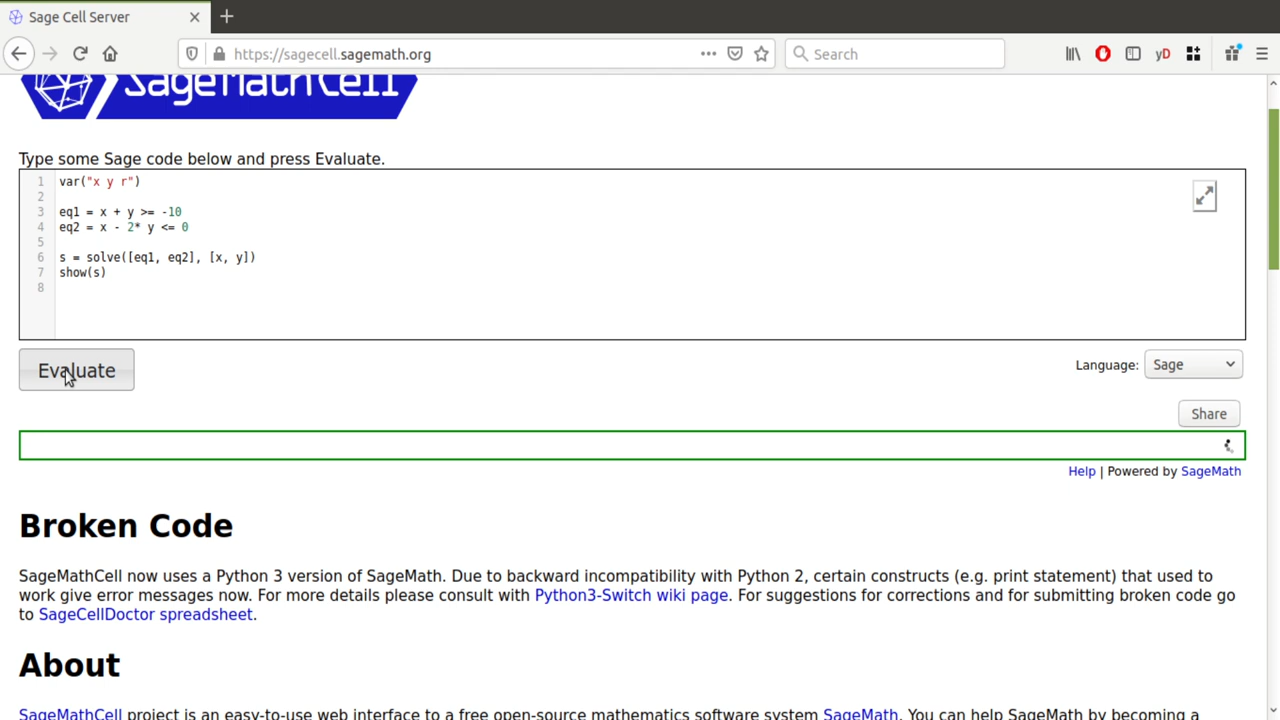 Sage Cell Server
https://sagecell.sagemath.org
Search
yD
SageMathCell
Type some Sage code below and press Evaluate.
1 var("x y r")
2
3 eq1 = x + y >= -10
4 eq2 = x - 2* y <= 0
5
6 s = solve([eq1, eq2], [x, y])
7 show(s)
8
Evaluate
Language: Sage
Share
Help | Powered by SageMath
Broken Code
SageMathCell now uses a Python 3 version of SageMath. Due to backward incompatibility with Python 2, certain constructs (e.g. print statement) that used to
work give error messages now. For more details please consult with Python3-Switch wiki page. For suggestions for corrections and for submitting broken code go
to SageCellDoctor spreadsheet.
About
SageMathCell project is an easy-to-use web interface to a free open-source mathematics software system SageMath. You can help SageMath by becoming a